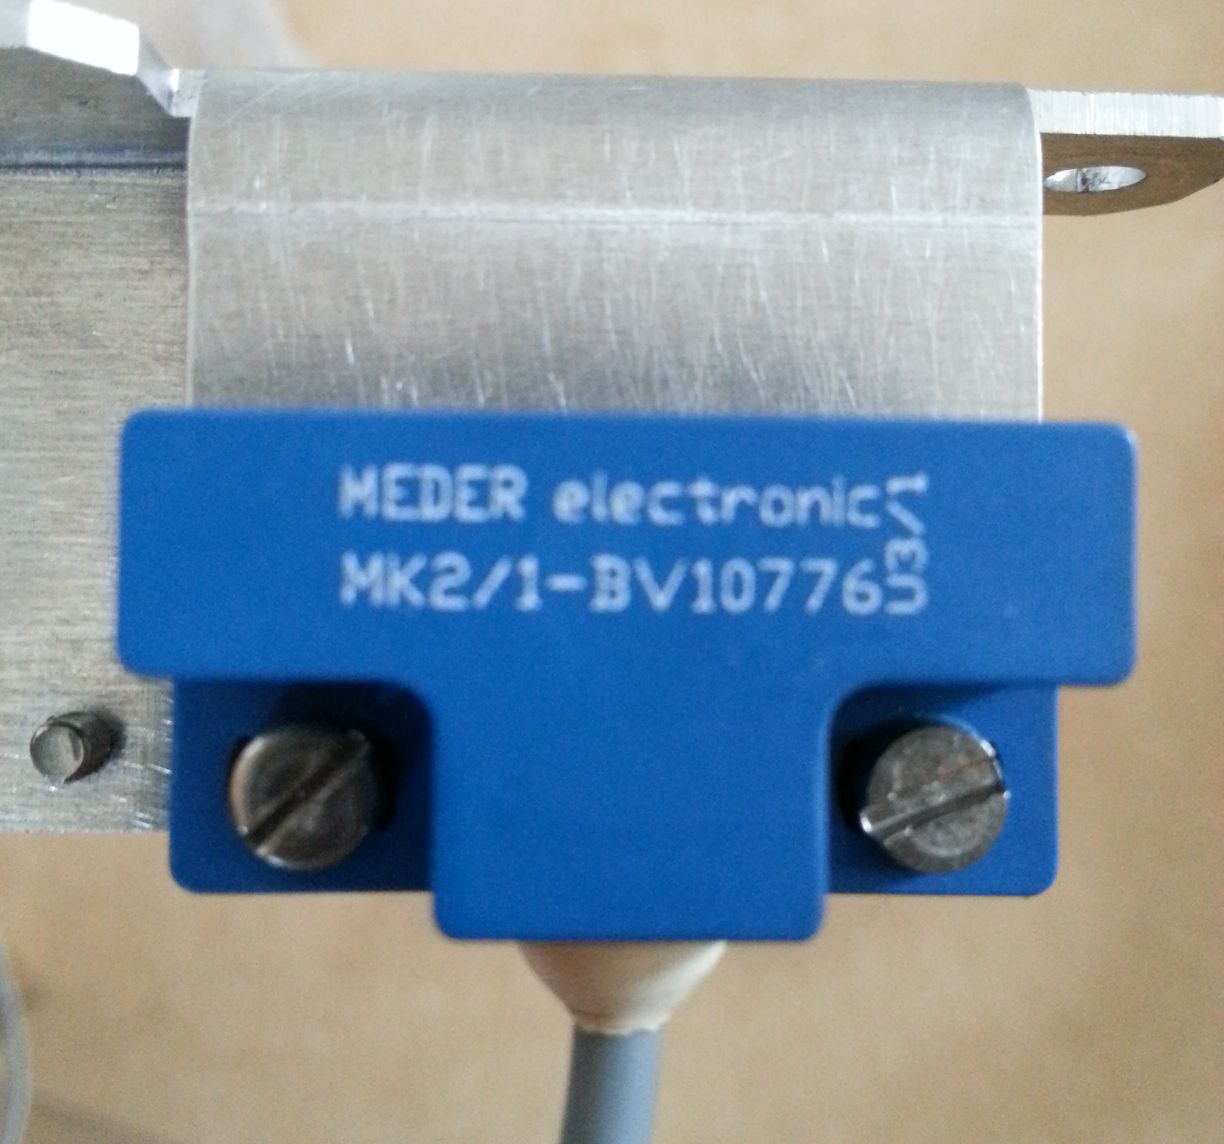 MEDER electronic
MK2/1-BV10776
U3/1